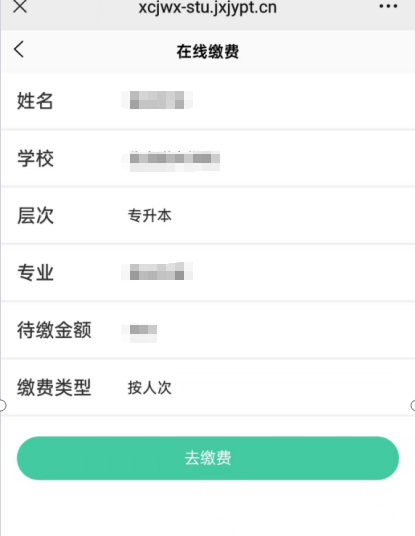 xcjwx-stu.jxjypt.cn
在线缴费
姓名
学校
层次 专升本
专业
待缴金额
缴费类型 按人次
去缴费